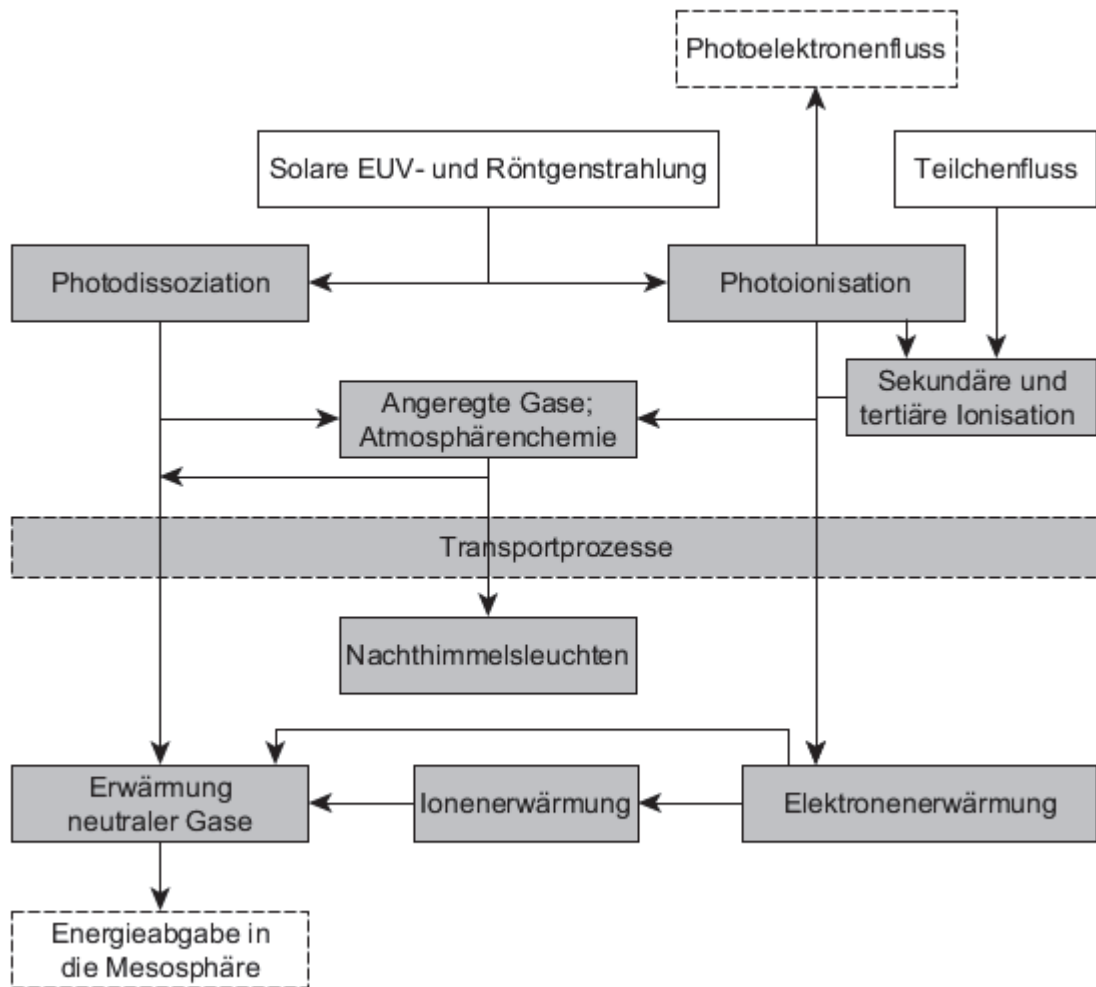 Photoelektronenfluss
Solare EUV- und Röntgenstrahlung
Teilchenfluss
Photodissoziation
Photoionisation
Sekundäre und
tertiäre Ionisation
Angeregte Gase;
Atmosphärenchemie
Transportprozesse
Nachthimmelsleuchten
Erwärmung
neutraler Gase
Ionenerwärmung
Elektronenerwärmung
Energieabgabe in
die Mesosphäre